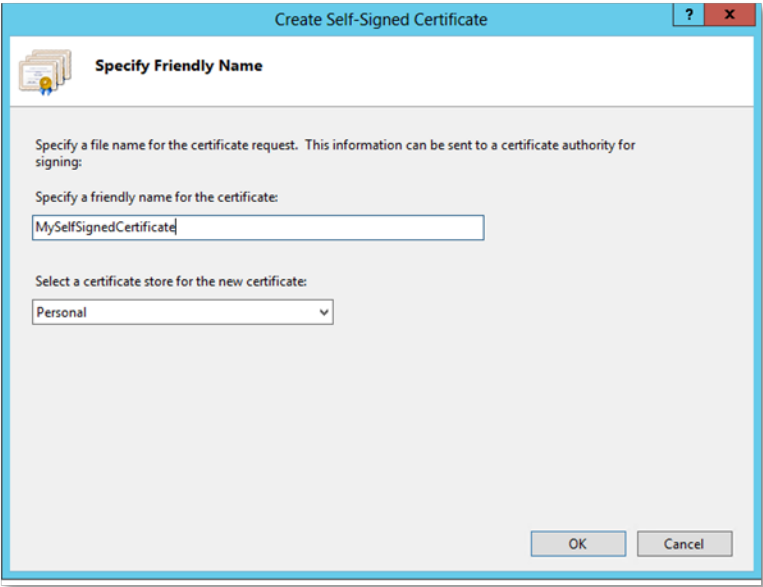 Create Self-Signed Certificate
? x
Specify Friendly Name
Specify a file name for the certificate request.  This information can be sent to a certificate authority for
signing:
Specify a friendly name for the certificate:
MySelfSignedCertificate
Select a certificate store for the new certificate:
Personal
OK Cancel